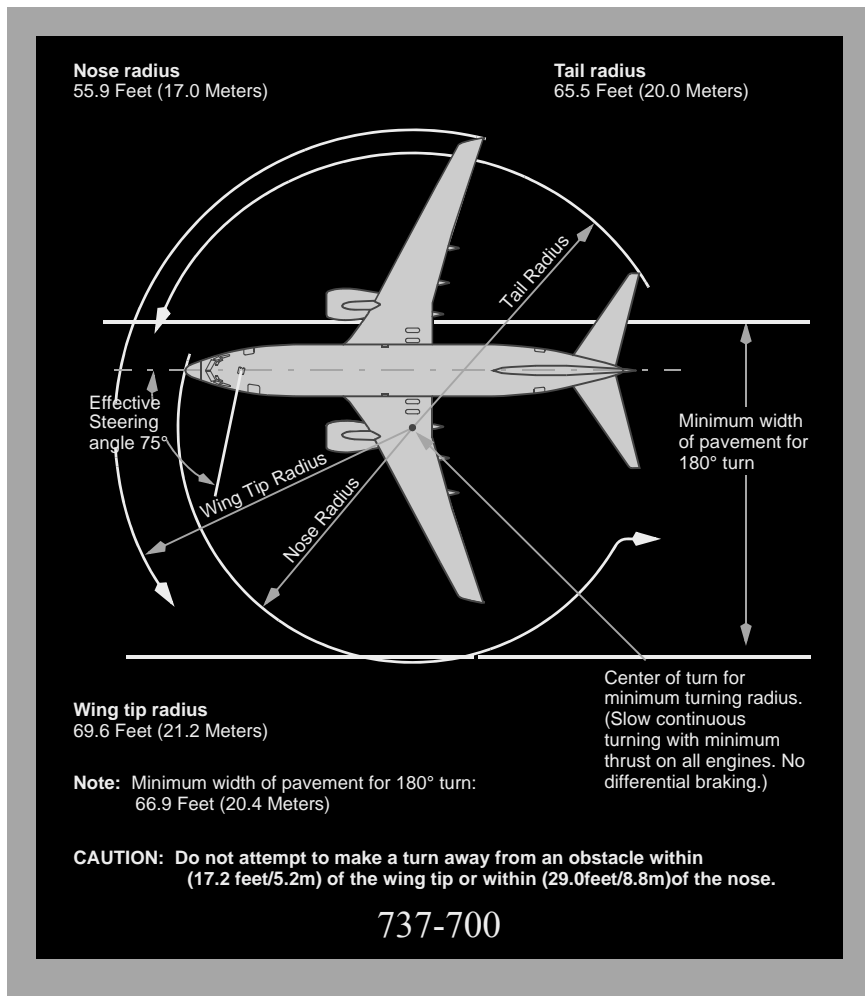 Nose radius
55.9 Feet (17.0 Meters)
Tail radius
65.5 Feet (20.0 Meters)
Tail Radius
Effective
Steering
angle 75°
Wing Tip Radius
Nose Radius
Minimum width
of pavement for
180° turn
Center of turn for
minimum turning radius.
(Slow continuous
turning with minimum
thrust on all engines. No
differential braking.)
Wing tip radius
69.6 Feet (21.2 Meters)
Note: Minimum width of pavement for 180° turn:
66.9 Feet (20.4 Meters)
CAUTION: Do not attempt to make a turn away from an obstacle within
(17.2 feet/5.2m) of the wing tip or within (29.0feet/8.8m)of the nose.
737-700